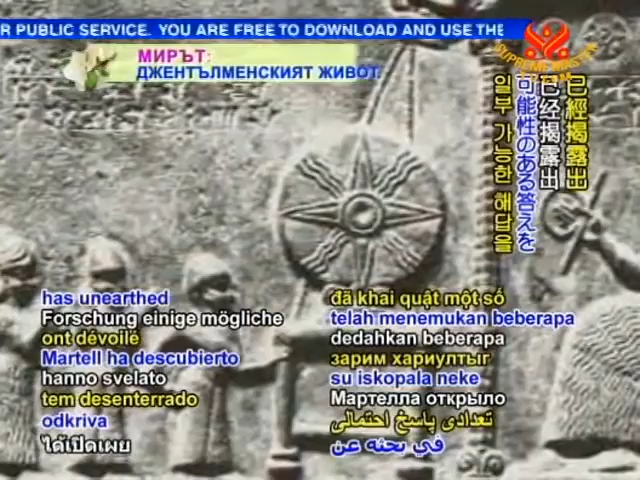 R PUBLIC SERVICE. YOU ARE FREE TO DOWNLOAD AND USE THE
SUPREME MASTER
МИРЪТ:
ДЖЕНТЪЛМЕНСКИЯТ ЖИВОТ
已經揭露出
已经揭露出
可能性のある答えを
일부 가능한 해답을
has unearthed
Forschung einige mögliche
ont dévoilé
Martell ha descubierto
hanno svelato
tem desenterrado
odkriva
ได้เปิดเผย
đã khai quật một số
telah menemukan beberapa
dedahkan beberapa
зарим хариултыг
su iskopala neke
Мартелла открыло
تعدادی پاسخ احتمالی
في بحثه عن